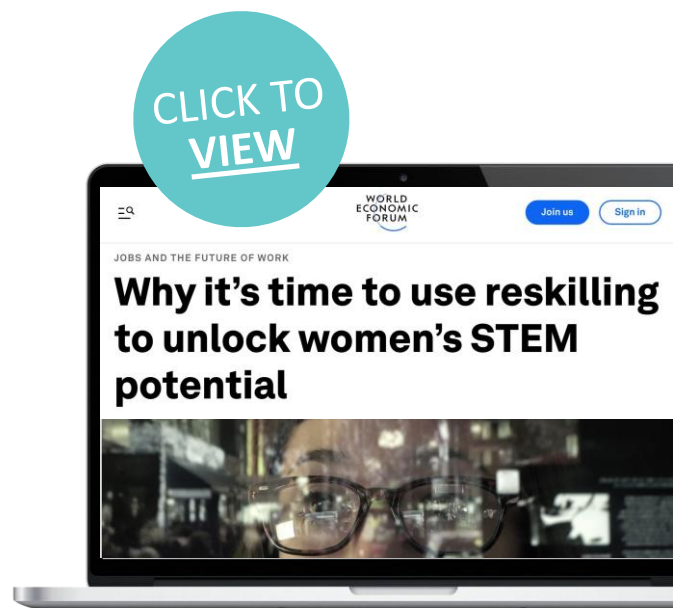 CLICK TO
VIEW
WORLD
ECONOMIC
FORUM
Join us
Sign in
JOBS AND THE FUTURE OF WORK
Why it's time to use reskilling
to unlock women's STEM
potential